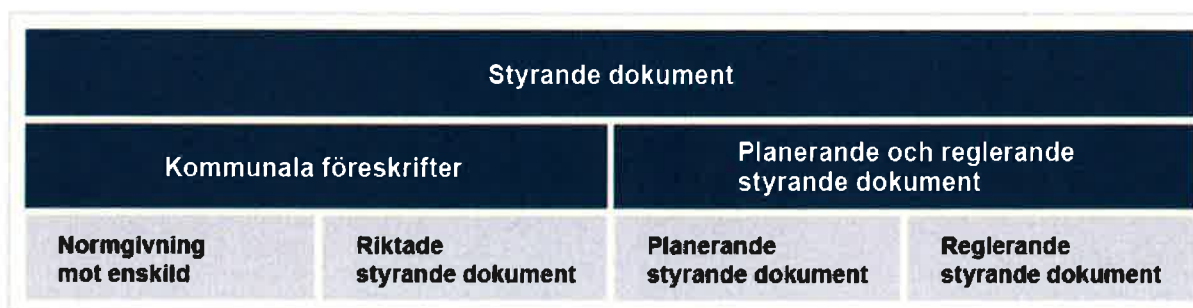 Styrande dokument
Kommunala föreskrifter
Planerande och reglerande
styrande dokument
Normgivning
mot enskild
Riktade
styrande dokument
Planerande
styrande dokument
Reglerande
styrande dokument